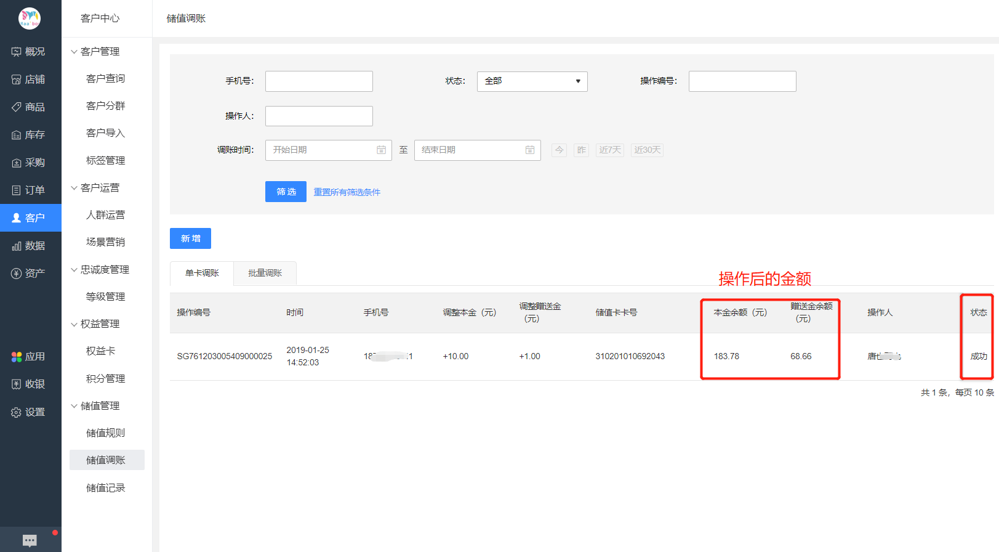 客户中心
储值调账
概况
店铺
商品
库存
采购
订单
客户
数据
资产
应用
收银
设置
客户管理
客户查询
客户分群
客户导入
标签管理
客户运营
人群运营
场景营销
忠诚度管理
等级管理
权益管理
权益卡
积分管理
储值管理
储值规则
储值调账
储值记录
手机号：
状态： 全部
操作编号：
操作人：
调账时间： 开始日期 至 结束日期 今 昨 近7天 近30天
筛选 重置所有筛选条件
新增
单卡调账 批量调账
操作后的金额
操作编号 时间 手机号 调整本金（元） 调整赠送金（元） 储值卡卡号 本金余额（元） 赠送金余额（元） 操作人 状态
SG761203005409000025 2019-01-25 14:52:03 +10.00 +1.00 310201010692043 183.78 68.66 唐 成功
共 1 条，每页 10 条